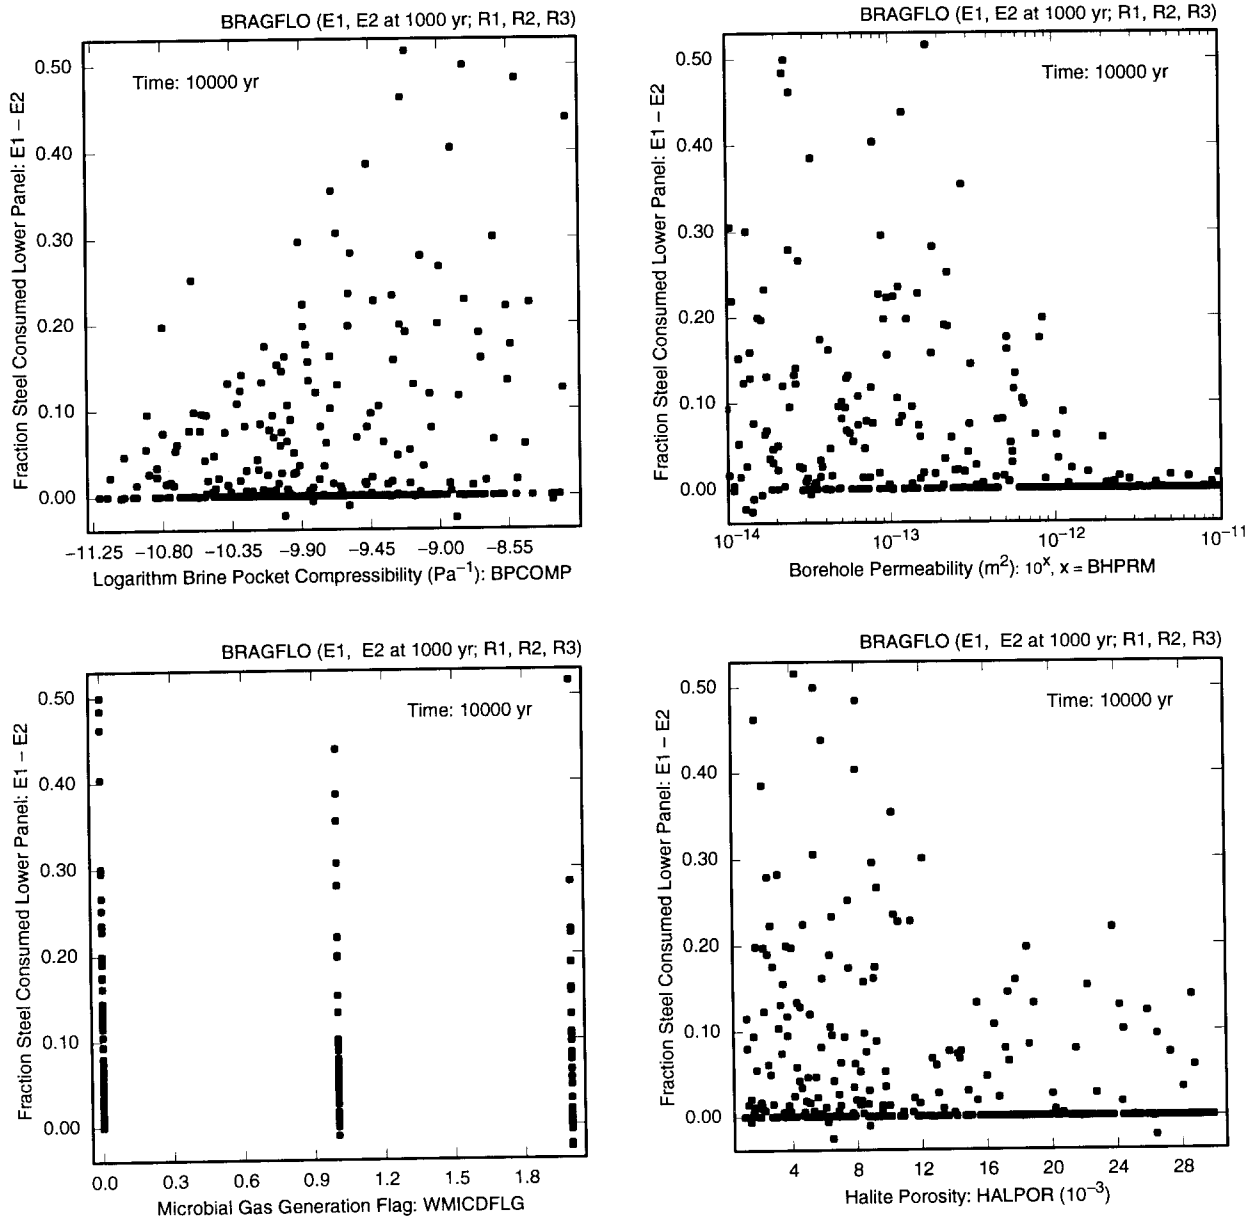 BRAGFLO (E1, E2 at 1000 yr; R1, R2, R3)
Time: 10000 yr
Fraction Steel Consumed Lower Panel: E1 – E2
0.50
0.40
0.30
0.20
0.10
0.00
−11.25 −10.80 −10.35 −9.90 −9.45 −9.00 −8.55
Logarithm Brine Pocket Compressibility (Pa⁻¹): BPCOMP
BRAGFLO (E1, E2 at 1000 yr; R1, R2, R3)
Time: 10000 yr
Fraction Steel Consumed Lower Panel: E1 – E2
0.50
0.40
0.30
0.20
0.10
0.00
10⁻¹⁴ 10⁻¹³ 10⁻¹² 10⁻¹¹
Borehole Permeability (m²): 10ˣ, x = BHPRM
BRAGFLO (E1, E2 at 1000 yr; R1, R2, R3)
Time: 10000 yr
Fraction Steel Consumed Lower Panel: E1 – E2
0.50
0.40
0.30
0.20
0.10
0.00
0.0 0.3 0.6 0.9 1.2 1.5 1.8
Microbial Gas Generation Flag: WMICDFLG
BRAGFLO (E1, E2 at 1000 yr; R1, R2, R3)
Time: 10000 yr
Fraction Steel Consumed Lower Panel: E1 – E2
0.50
0.40
0.30
0.20
0.10
0.00
4 8 12 16 20 24 28
Halite Porosity: HALPOR (10⁻³)